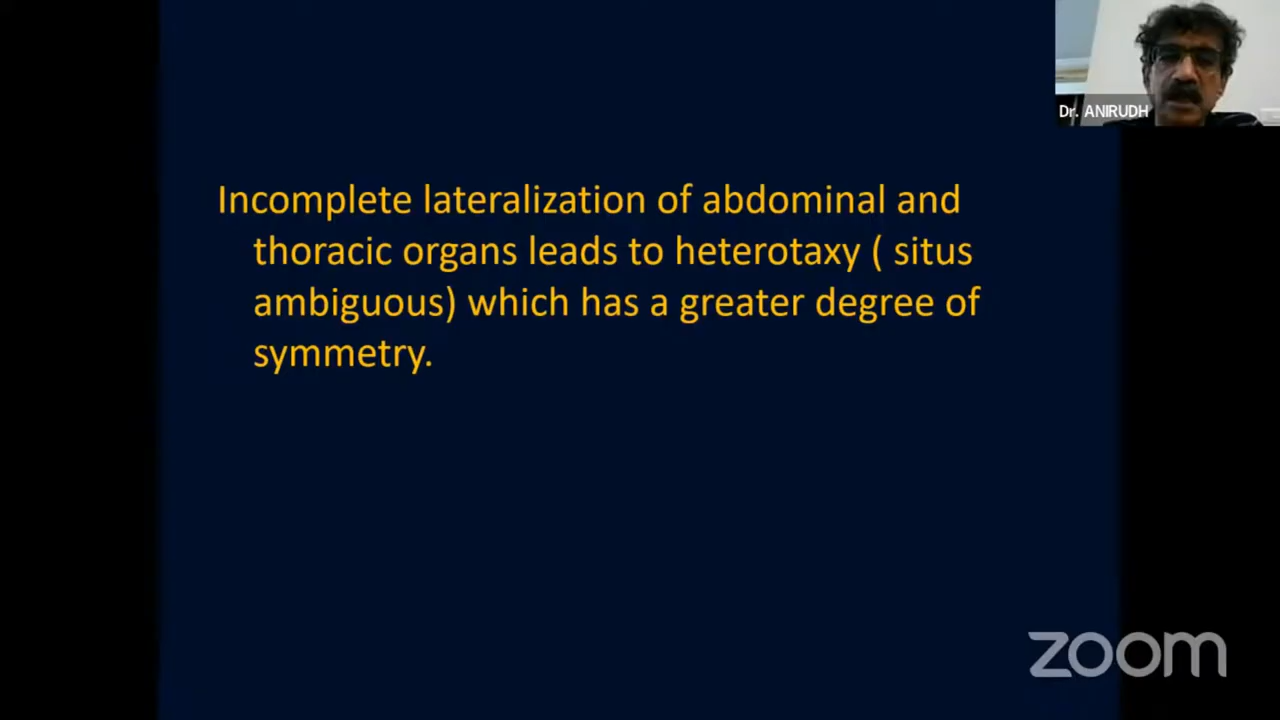 Dr. ANIRUDH
Incomplete lateralization of abdominal and
thoracic organs leads to heterotaxy ( situs
ambiguous) which has a greater degree of
symmetry.
zoom